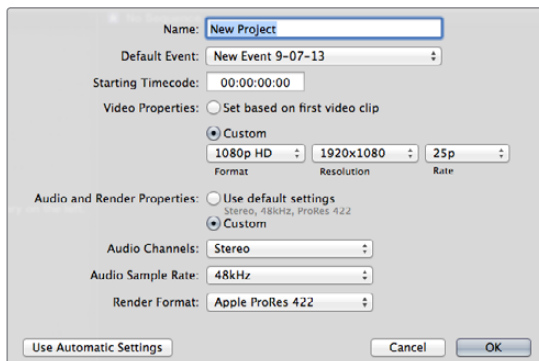 Name: New Project
Default Event: New Event 9-07-13
Starting Timecode: 00:00:00:00
Video Properties: Set based on first video clip
Custom
1080p HD 1920x1080 25p
Format Resolution Rate
Audio and Render Properties: Use default settings
Stereo, 48kHz, ProRes 422
Custom
Audio Channels: Stereo
Audio Sample Rate: 48kHz
Render Format: Apple ProRes 422
Use Automatic Settings Cancel OK